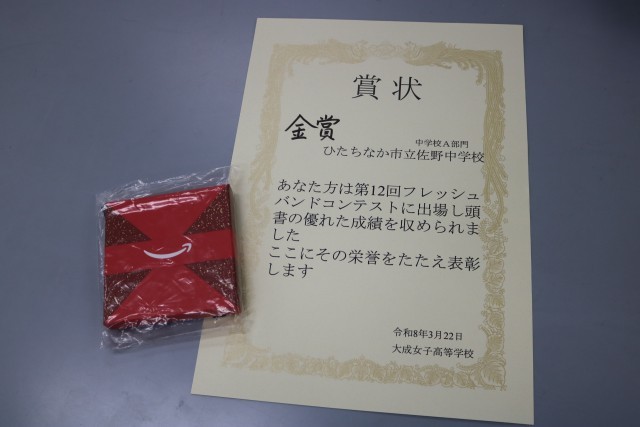 賞状
金賞
中学校A部門
ひたちなか市立佐野中学校
あなた方は第12回フレッシュ
バンドコンテストに出場し頭
書の優れた成績を収められま
した
ここにその栄誉をたたえ表彰
します
令和8年3月22日
大成女子高等学校